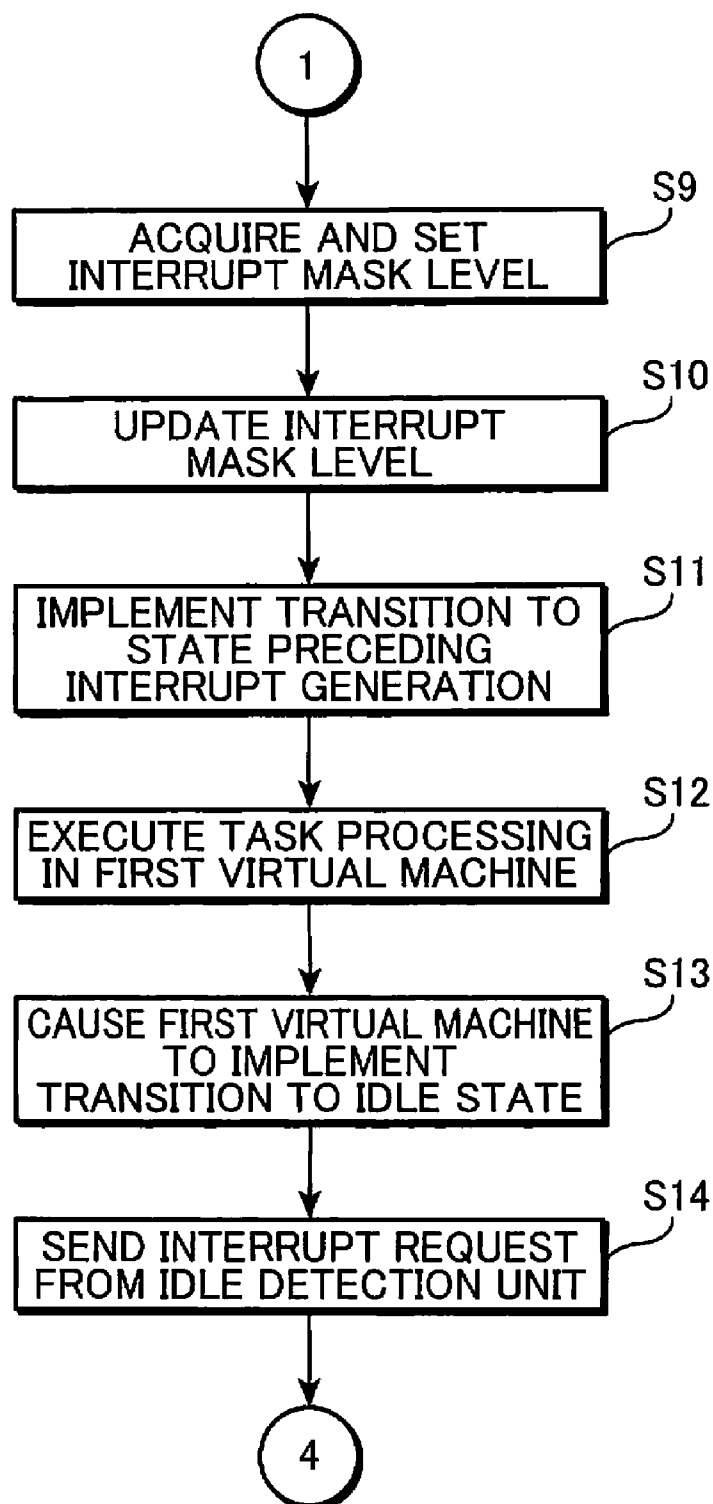 1
S9
ACQUIRE AND SET
INTERRUPT MASK LEVEL
S10
UPDATE INTERRUPT
MASK LEVEL
S11
IMPLEMENT TRANSITION TO
STATE PRECEDING
INTERRUPT GENERATION
S12
EXECUTE TASK PROCESSING
IN FIRST VIRTUAL MACHINE
S13
CAUSE FIRST VIRTUAL MACHINE
TO IMPLEMENT
TRANSITION TO IDLE STATE
S14
SEND INTERRUPT REQUEST
FROM IDLE DETECTION UNIT
4